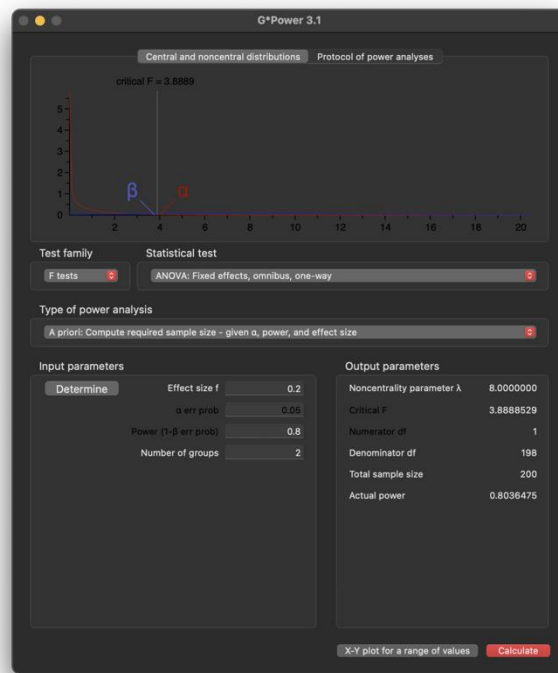 G*Power 3.1
Central and noncentral distributions Protocol of power analyses
critical F = 3.8889
5
4
3
2
1
0
β α
2 4 6 8 10 12 14 16 18 20
Test family Statistical test
F tests ANOVA: Fixed effects, omnibus, one-way
Type of power analysis
A priori: Compute required sample size - given α, power, and effect size
Input parameters Output parameters
Determine Effect size f 0.2 Noncentrality parameter λ 8.0000000
α err prob 0.05 Critical F 3.8888529
Power (1-β err prob) 0.8 Numerator df 1
Number of groups 2 Denominator df 198
Total sample size 200
Actual power 0.8036475
X-Y plot for a range of values Calculate